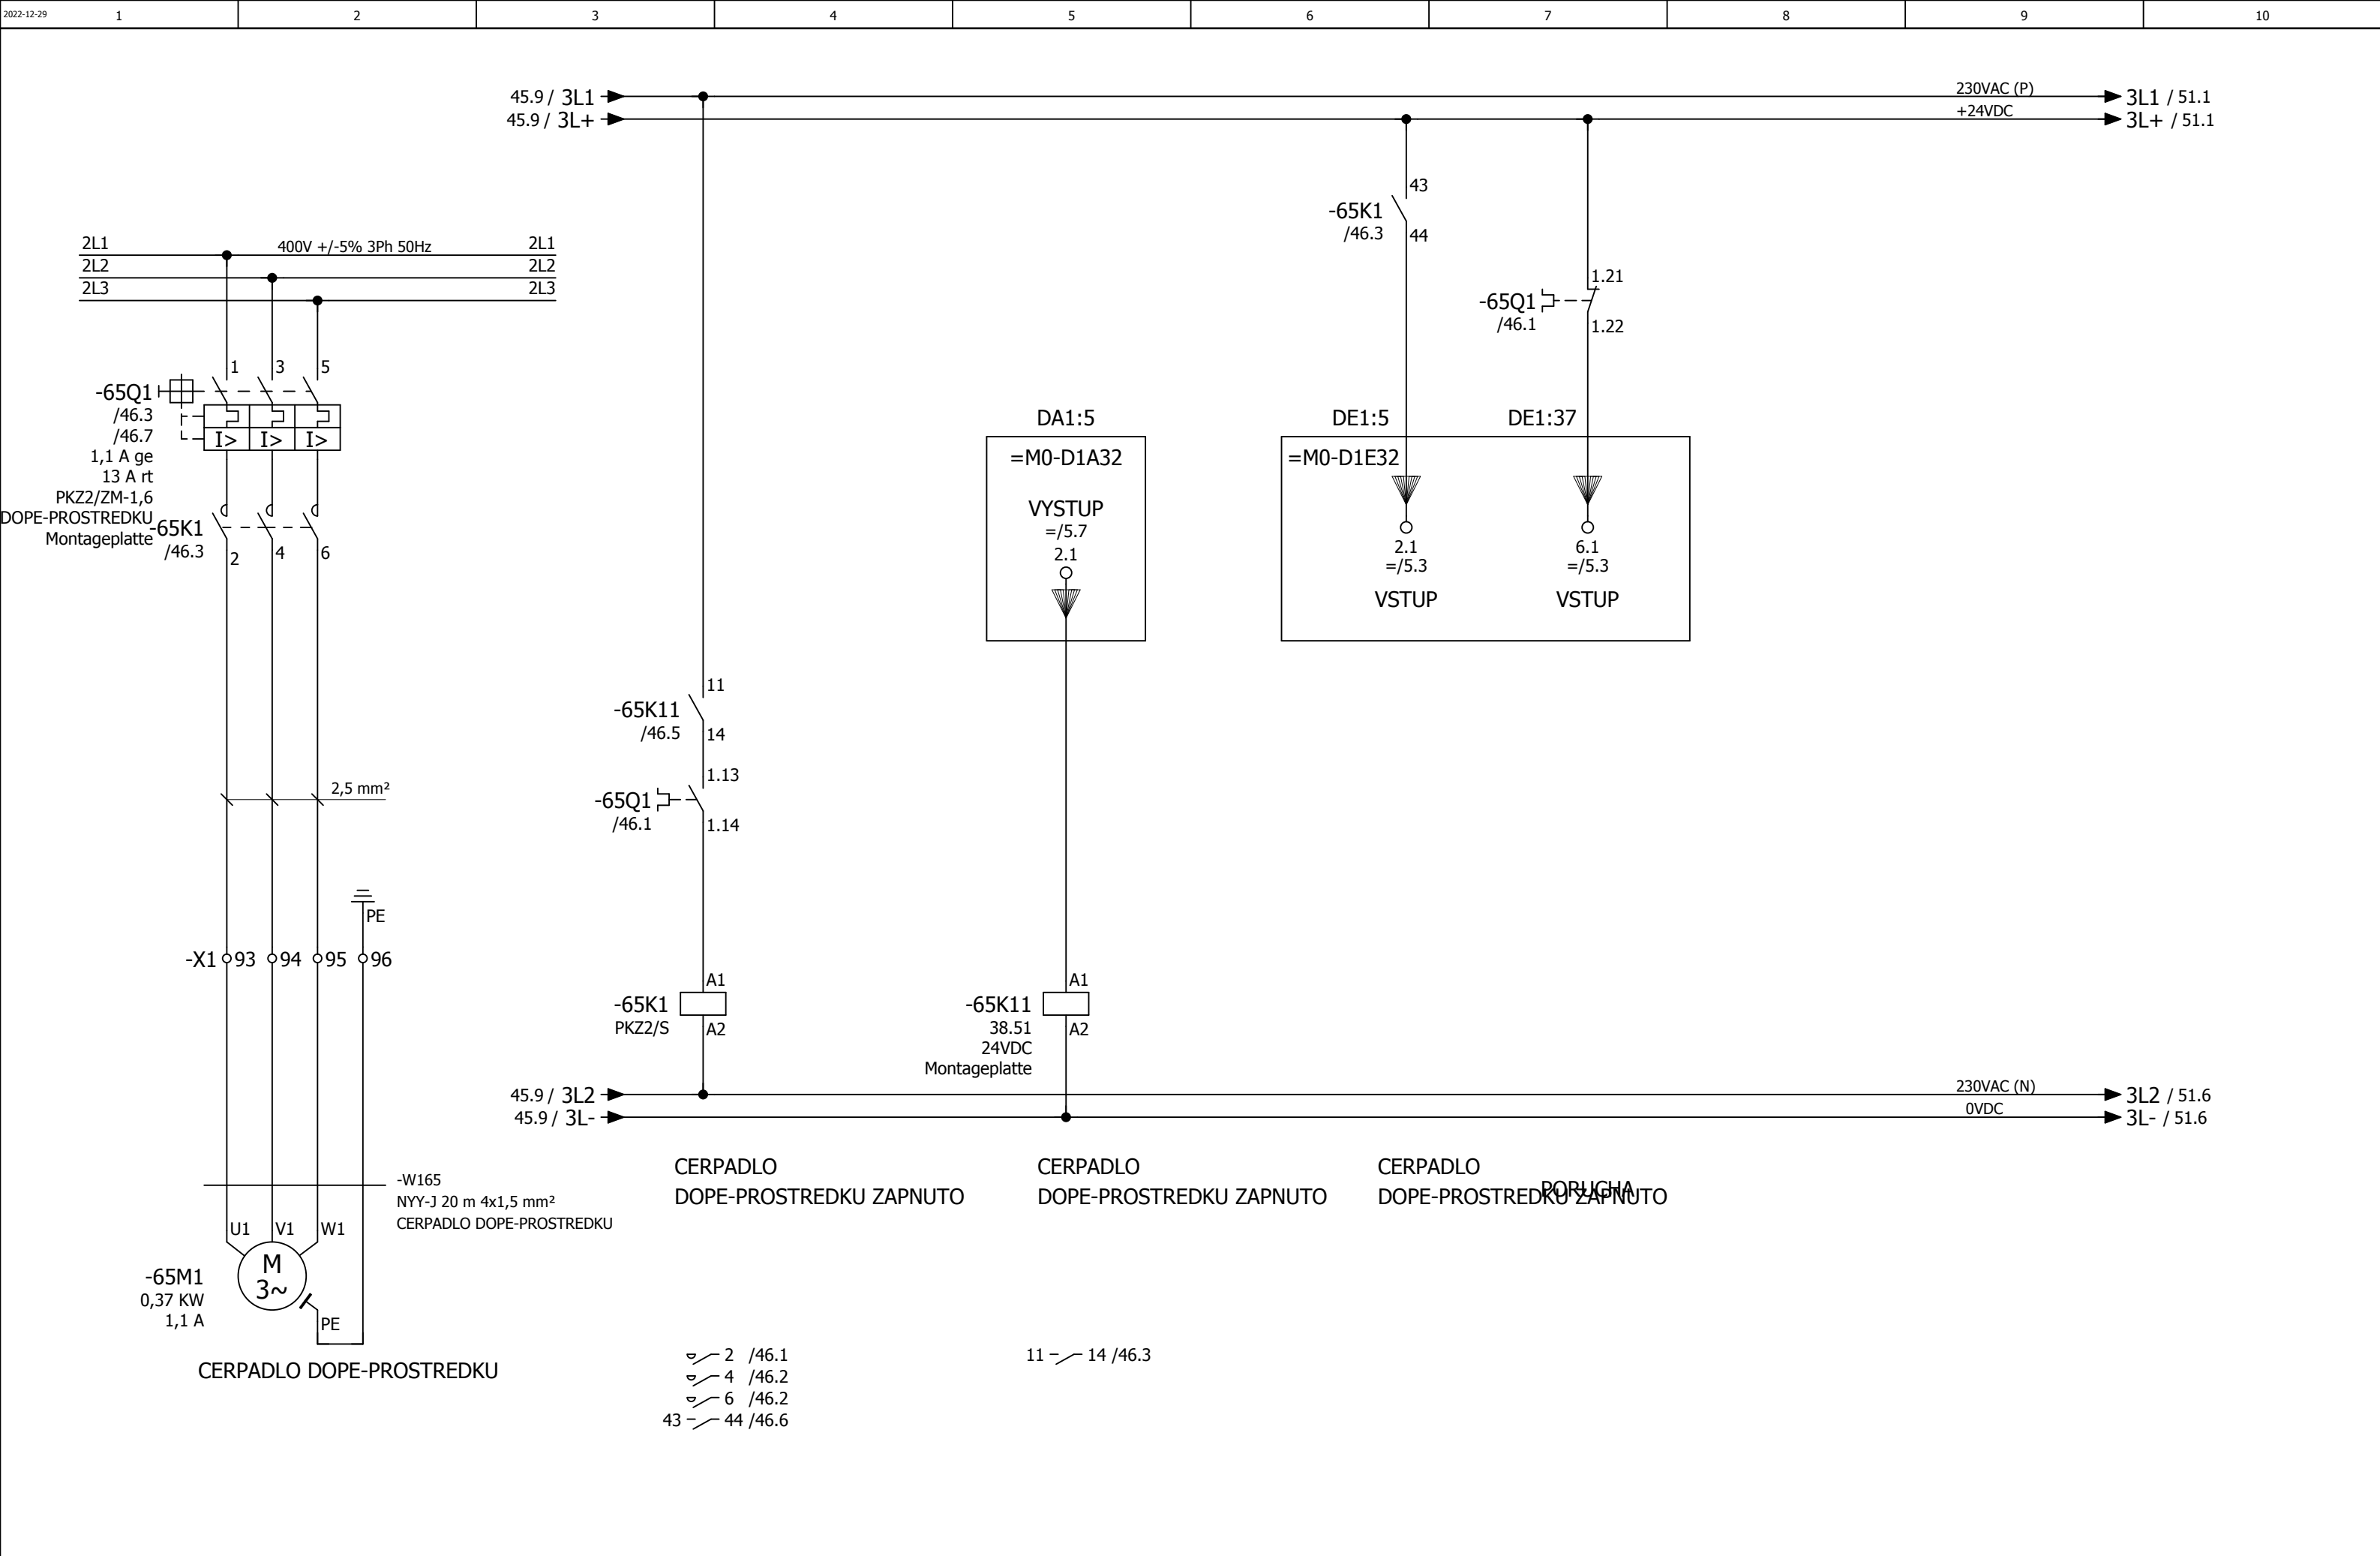 2022-12-29 1 2 3 4 5 6 7 8 9 10
45.9 / 3L1 230VAC (P) 3L1 / 51.1
45.9 / 3L+ +24VDC 3L+ / 51.1
43
-65K1
/46.3 44
2L1 400V +/-5% 3Ph 50Hz 2L1
2L2 2L2
2L3 2L3
1.21
-65Q1
/46.1 1.22
1 3 5
-65Q1
/46.3
/46.7
I> I> I>
1,1 A ge
13 A rt
PKZ2/ZM-1,6
DOPE-PROSTREDKU
Montageplatte
-65K1
/46.3 2 4 6
DA1:5 DE1:5 DE1:37
=M0-D1A32 =M0-D1E32
VYSTUP
=/5.7
2.1
2.1 6.1
=/5.3 =/5.3
VSTUP VSTUP
11
-65K11
/46.5 14
1.13
-65Q1
/46.1 1.14
2,5 mm²
PE
-X1 93 94 95 96
A1
-65K1
PKZ2/S A2
A1
-65K11
38.51 A2
24VDC
Montageplatte
45.9 / 3L2 230VAC (N) 3L2 / 51.6
45.9 / 3L- 0VDC 3L- / 51.6
CERPADLO
DOPE-PROSTREDKU ZAPNUTO
CERPADLO
DOPE-PROSTREDKU ZAPNUTO
CERPADLO
DOPE-PROSTREDKU ZAPNUTO
PORUCHA
-W165
NYY-J 20 m 4x1,5 mm²
CERPADLO DOPE-PROSTREDKU
U1 V1 W1
M
3~
-65M1
0,37 KW
1,1 A
PE
CERPADLO DOPE-PROSTREDKU
2 /46.1
4 /46.2
6 /46.2
43 44 /46.6
11 14 /46.3